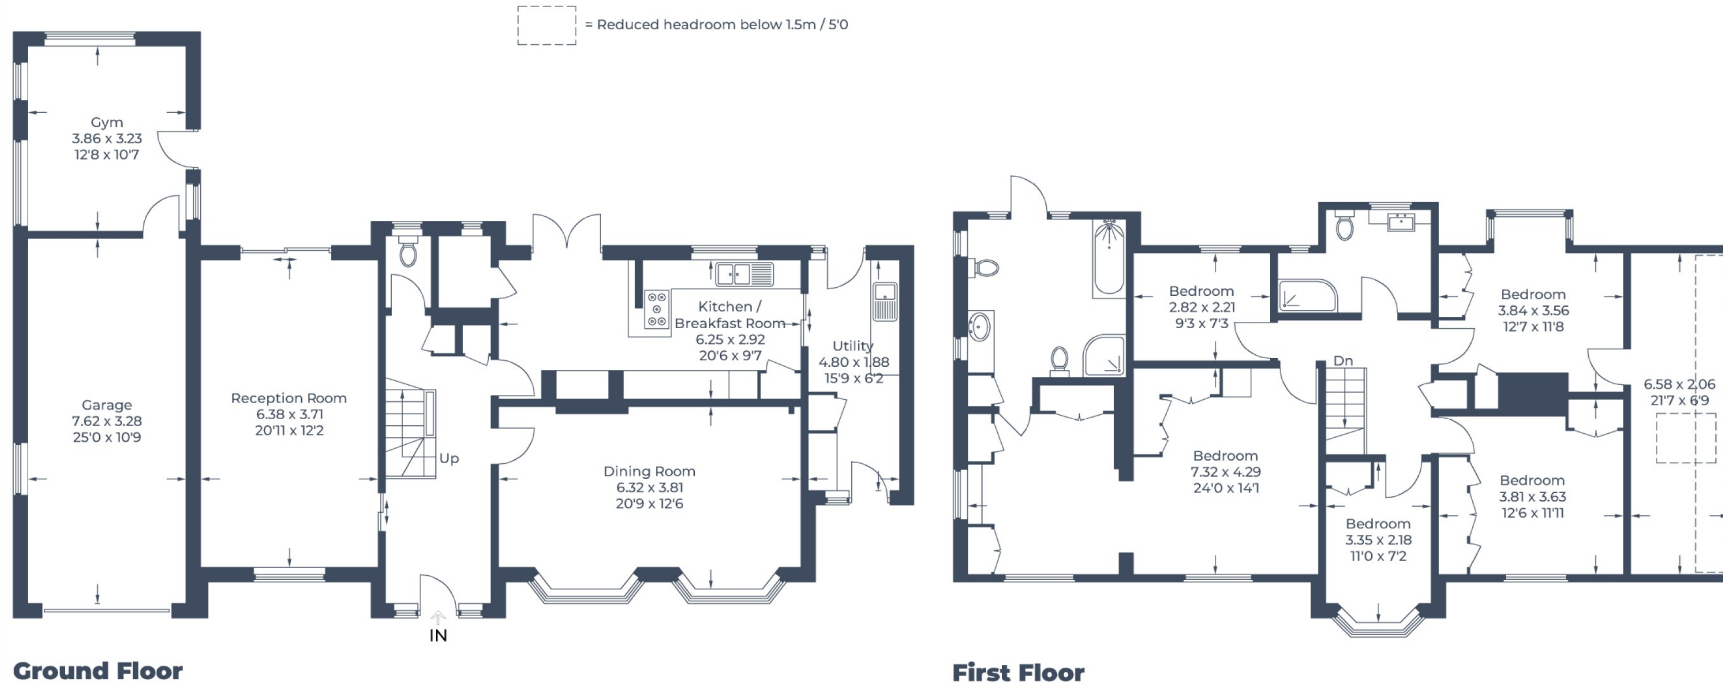 = Reduced headroom below 1.5m / 5'0
Gym
3.86 x 3.23
12'8 x 10'7
Garage
7.62 x 3.28
25'0 x 10'9
Reception Room
6.38 x 3.71
20'11 x 12'2
Up
IN
Kitchen /
Breakfast Room
6.25 x 2.92
20'6 x 9'7
Utility
4.80 x 1.88
15'9 x 6'2
Dining Room
6.32 x 3.81
20'9 x 12'6
Ground Floor
Bedroom
2.82 x 2.21
9'3 x 7'3
Bedroom
7.32 x 4.29
24'0 x 14'1
Dn
Bedroom
3.35 x 2.18
11'0 x 7'2
Bedroom
3.84 x 3.56
12'7 x 11'8
Bedroom
3.81 x 3.63
12'6 x 11'11
6.58 x 2.06
21'7 x 6'9
First Floor